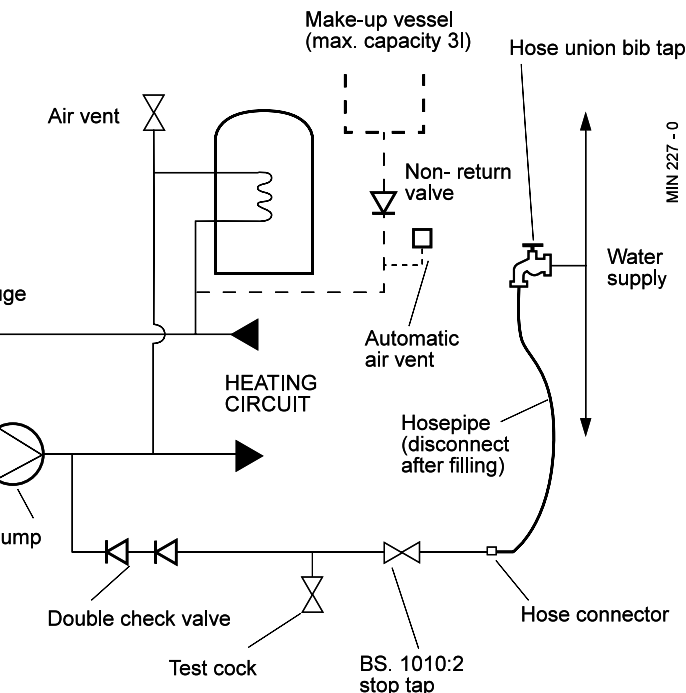 Make-up vessel
(max. capacity 3l)
Hose union bib tap
Air vent
MIN 227 - 0
Non- return
valve
Water
supply
Automatic
air vent
HEATING
CIRCUIT
Hosepipe
(disconnect
after filling)
Double check valve
Hose connector
Test cock
BS. 1010:2
stop tap